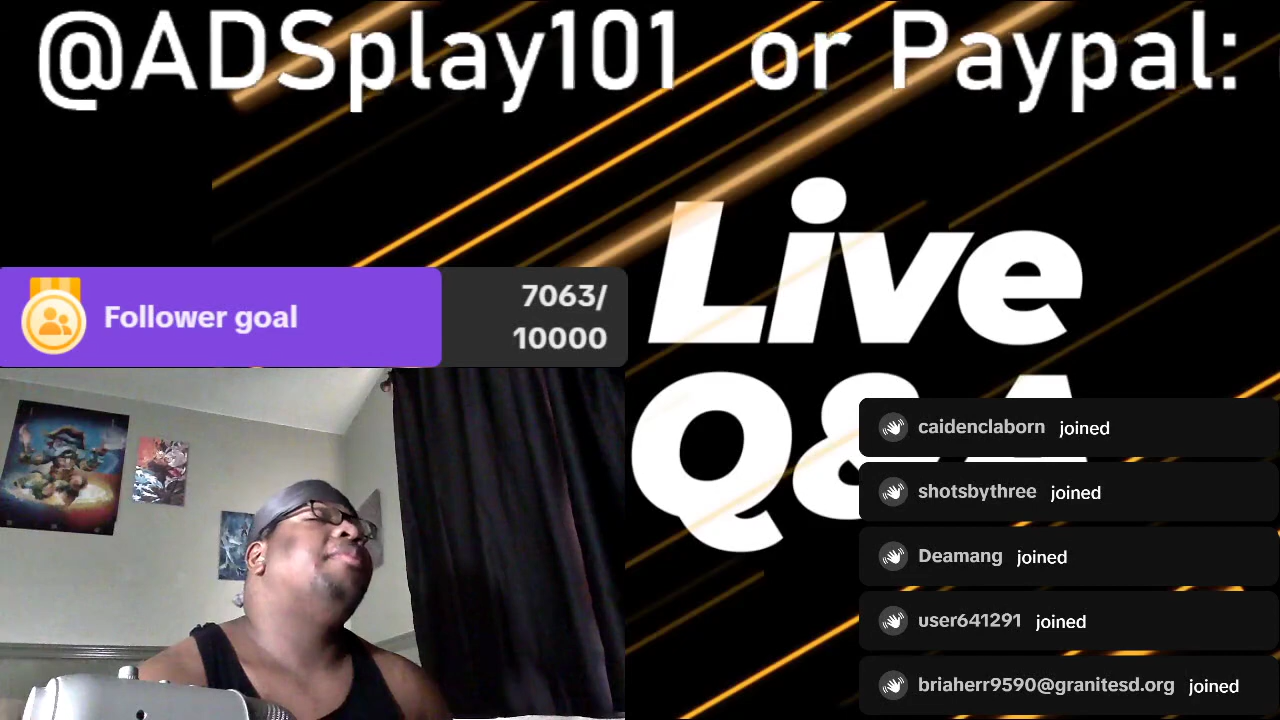 @ADSplay101 or Paypal:
Live
Follower goal
7063/
10000
Q&A
caidenclaborn joined
shotsbythree joined
Deamang joined
user641291 joined
briaherr9590@granitesd.org joined